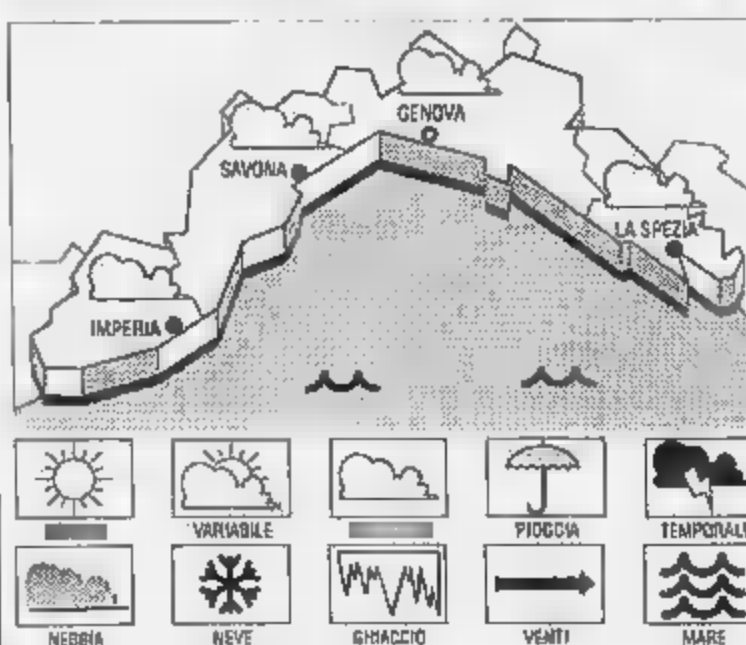 GENOVA
SAVONA
LA SPEZIA
IMPERIA
VARIABILE
PIOGGIA
TEMPORALE
NEBBIA
NEVE
GHIACCIO
VENTI
MARE